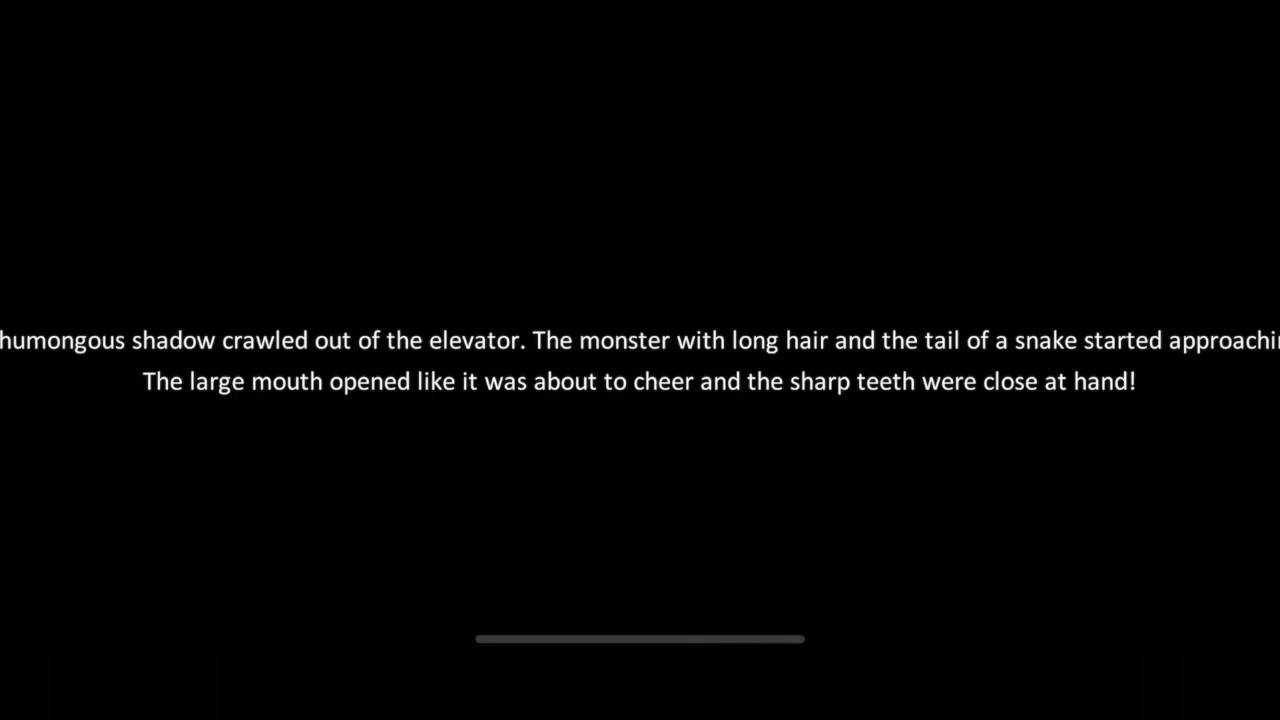 humongous shadow crawled out of the elevator. The monster with long hair and the tail of a snake started
The large mouth opened like it was about to cheer and the sharp teeth were close at hand!